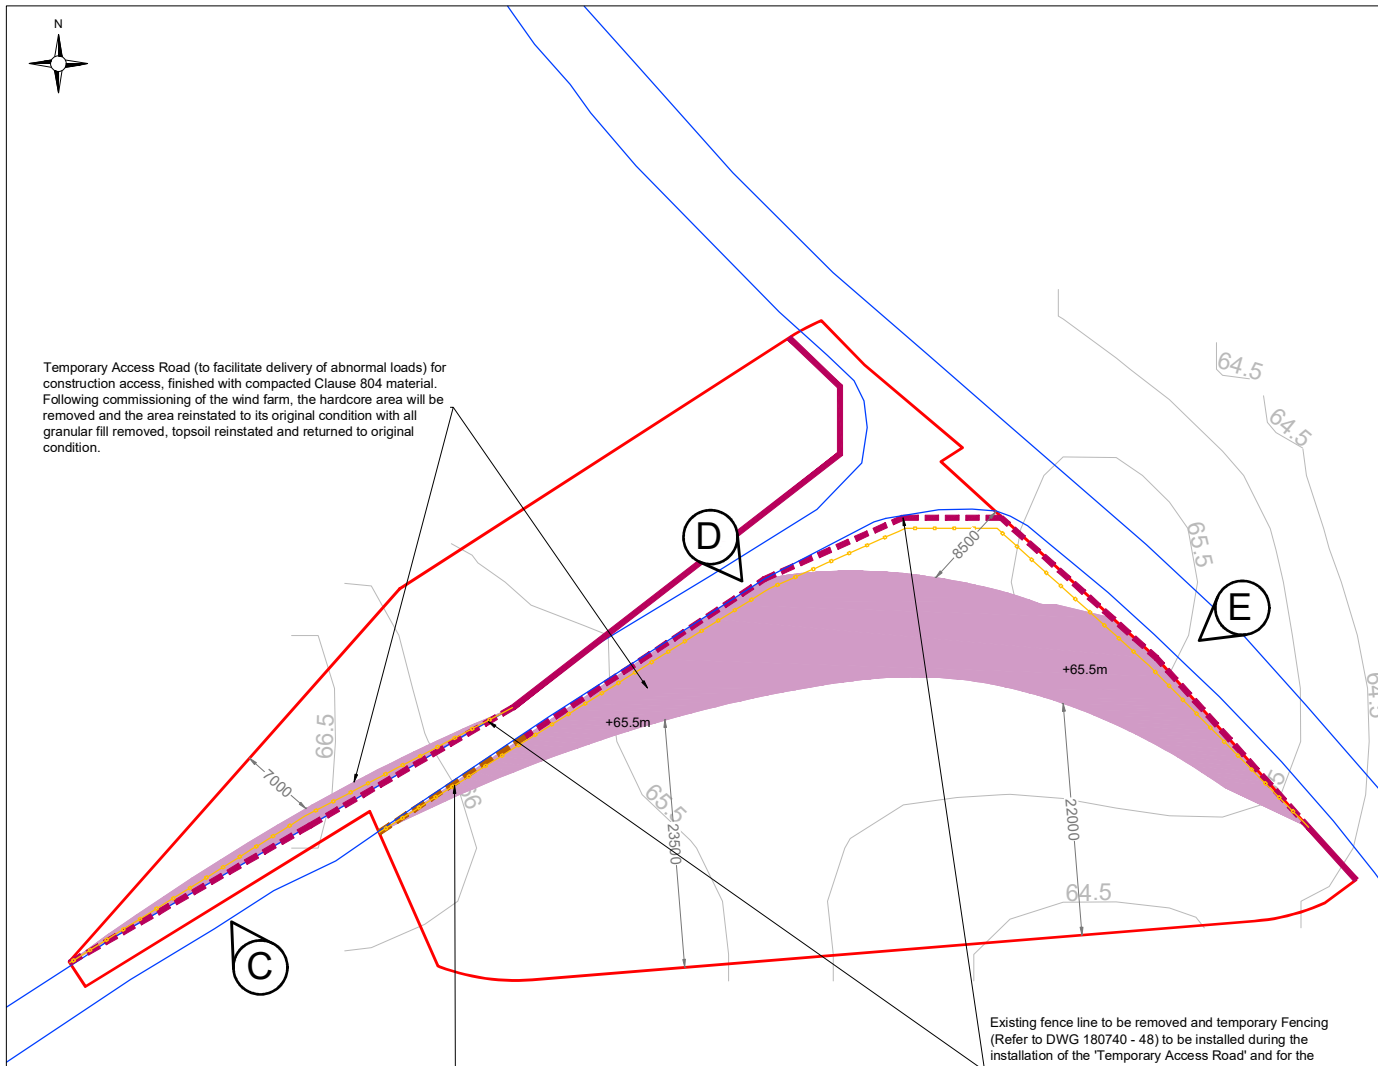 N
Temporary Access Road (to facilitate delivery of abnormal loads) for
construction access, finished with compacted Clause 804 material.
Following commissioning of the wind farm, the hardcore area will be
removed and the area reinstated to its original condition with all
granular fill removed, topsoil reinstated and returned to original
condition.
64.5
64.5
D
8500
65.5
E
+65.5m
64.5
+65.5m
66.5
7000
66
65.5
23500
22000
64.5
C
Existing fence line to be removed and temporary Fencing
(Refer to DWG 180740 - 48) to be installed during the
installation of the 'Temporary Access Road' and for the